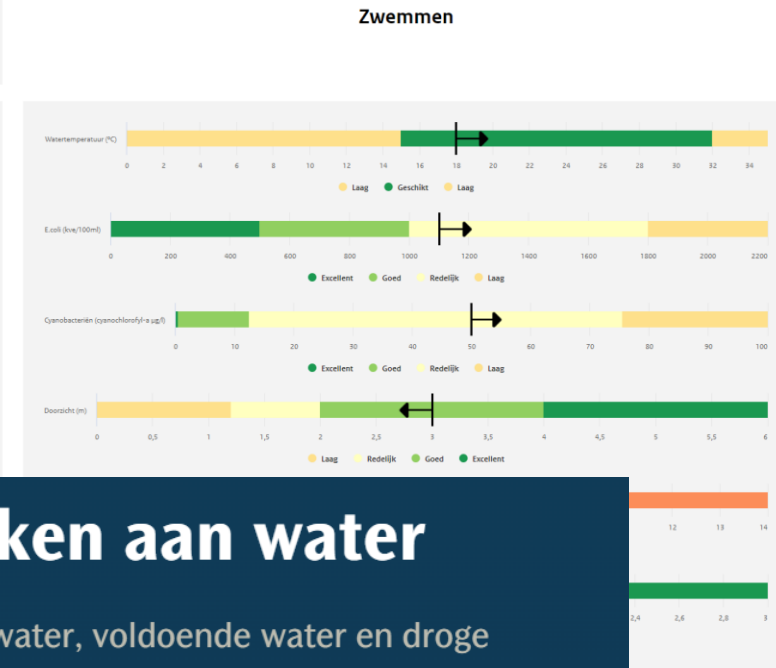 Zwemmen
Watertemperatuur (°C)
0 2 4 6 8 10 12 14 16 18 20 22 24 26 28 30 32 34
Laag Geschikt Laag
E.coli (kve/100ml)
0 200 400 600 800 1000 1200 1400 1600 1800 2000 2200
Excellent Goed Redelijk Laag
Cyanobacteriën (cyanochlorofyl-a µg/l)
0 10 20 30 40 50 60 70 80 90 100
Excellent Goed Redelijk Laag
Doorzicht (m)
0 0,5 1 1,5 2 2,5 3 3,5 4 4,5 5 5,5 6
Laag Redelijk Goed Excellent
12 13 14
ken aan water
2,4 2,6 2,8 3
water, voldoende water en droge